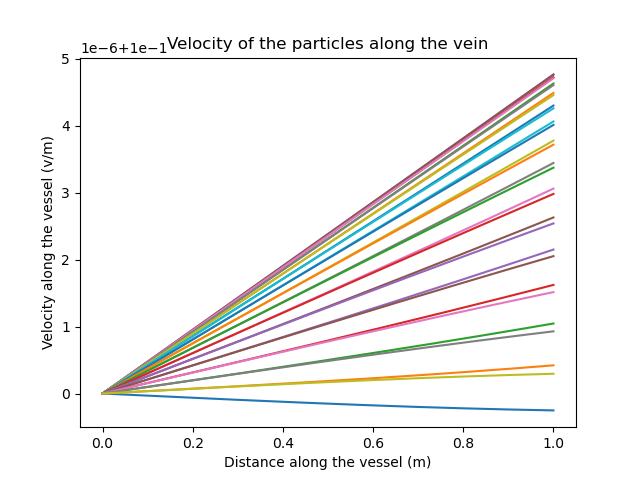 1e−6+1e−1
Velocity of the particles along the vein
5
4
3
2
1
0
Velocity along the vessel (v/m)
0.0 0.2 0.4 0.6 0.8 1.0
Distance along the vessel (m)